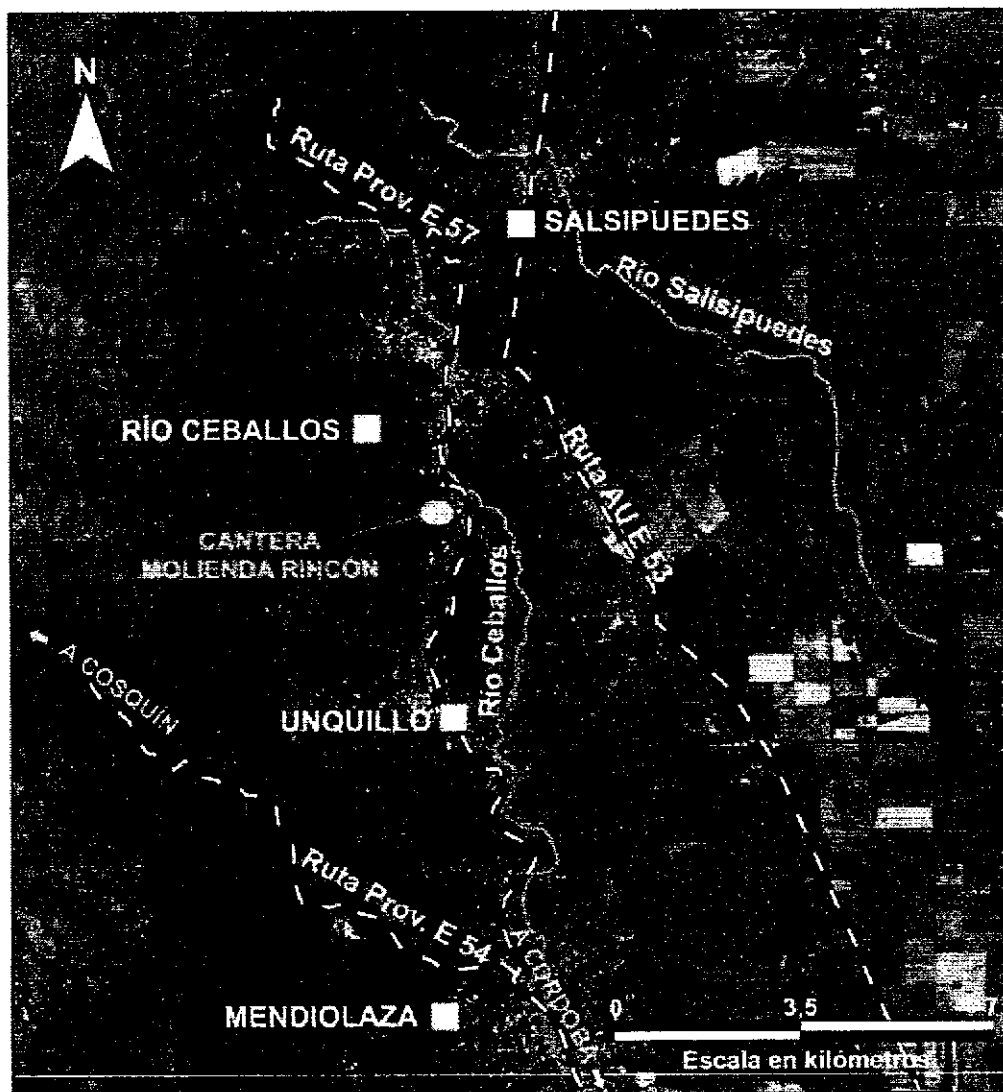 N
Ruta Prov. E 57
SALSIPUEDES
Río Salisipuedes
RÍO CEBALLOS
Ruta AU E 53
CANTERA
MOLIENDA RINCÓN
Río Ceballos
A COSQUÍN
UNQUILLO
Ruta Prov. E 54
A CÓRDOBA
MENDIOLAZA
0 3,5 7
Escala en kilómetros